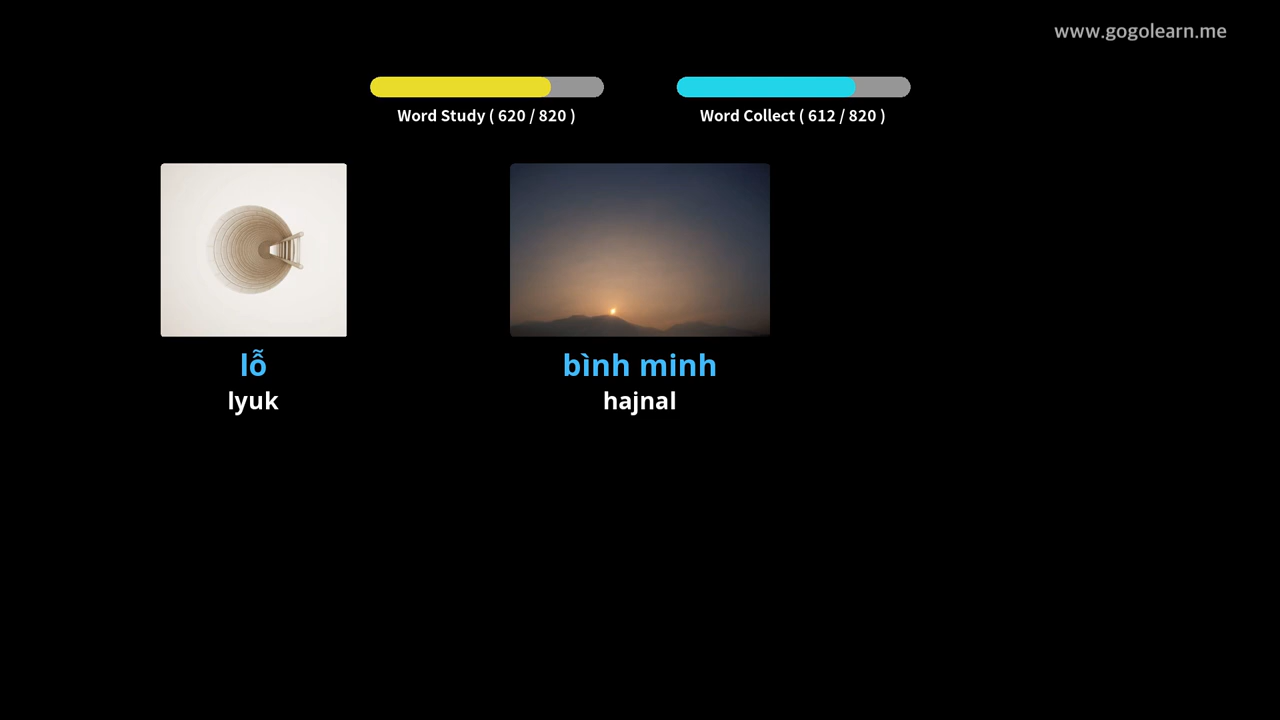 www.gogolearn.me
Word Study ( 620 / 820 )
Word Collect ( 612 / 820 )
lỗ
lyuk
bình minh
hajnal